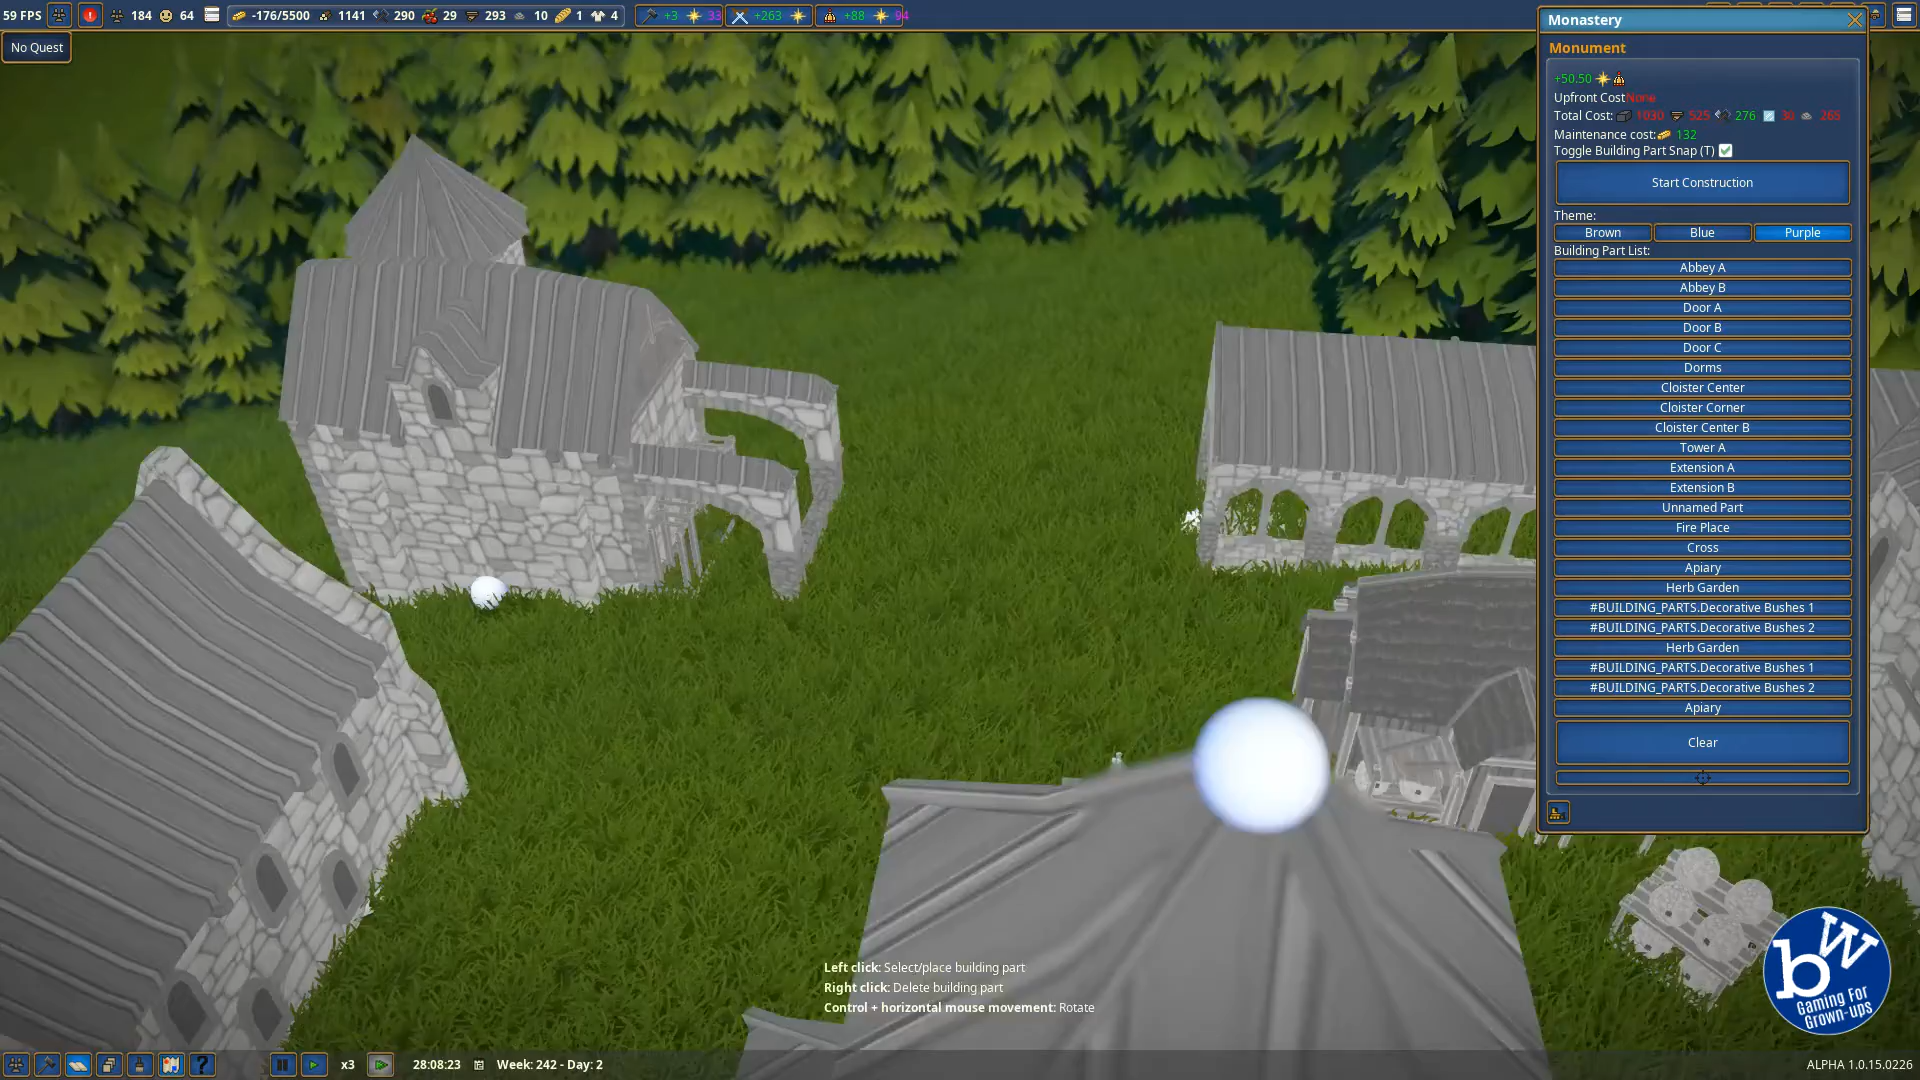 59 FPS 184 64 -176/5500 1141 290 29 293 10 1 4 +3 33 +263 +88 94
No Quest
Monastery
Monument
+50.50
Upfront CostNone
Total Cost: 1030 525 276 30 265
Maintenance cost: 132
Toggle Building Part Snap (T)
Start Construction
Theme:
Brown Blue Purple
Building Part List:
Abbey A
Abbey B
Door A
Door B
Door C
Dorms
Cloister Center
Cloister Corner
Cloister Center B
Tower A
Extension A
Extension B
Unnamed Part
Fire Place
Cross
Apiary
Herb Garden
#BUILDING_PARTS.Decorative Bushes 1
#BUILDING_PARTS.Decorative Bushes 2
Herb Garden
#BUILDING_PARTS.Decorative Bushes 1
#BUILDING_PARTS.Decorative Bushes 2
Apiary
Clear
bW
Gaming For
Grown-ups
Left click: Select/place building part
Right click: Delete building part
Control + horizontal mouse movement: Rotate
x3 28:08:23 Week: 242 - Day: 2
ALPHA 1.0.15.0226